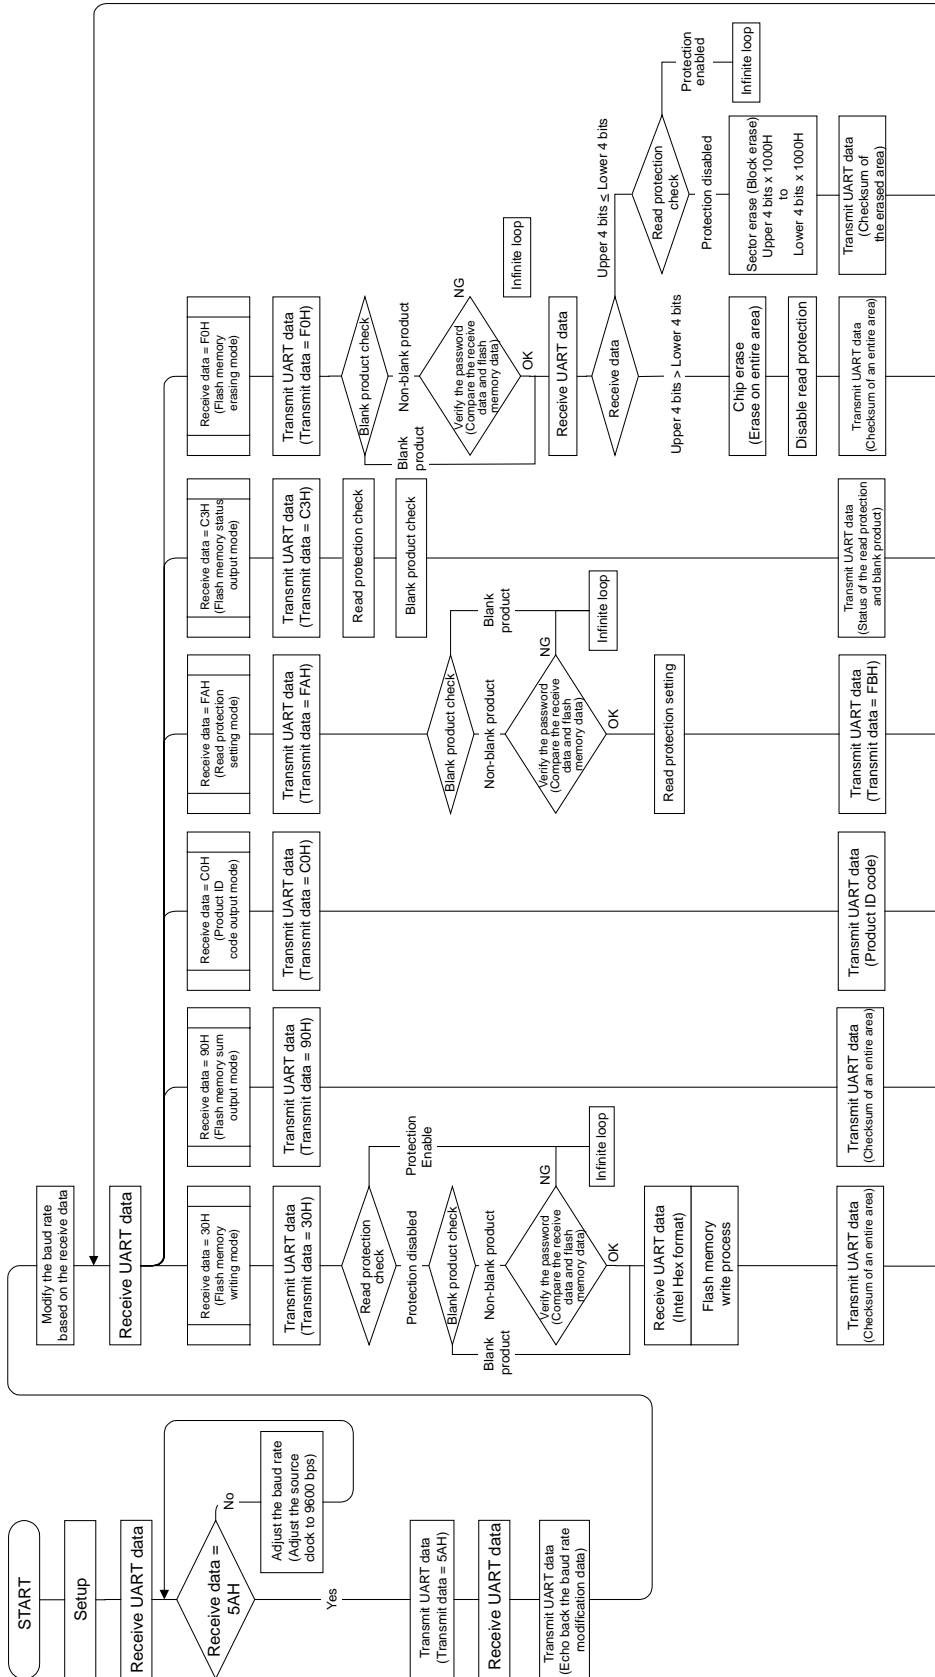 START
Setup
Receive UART data
Receive data =
5AH
No
Adjust the baud rate
(Adjust the source
clock to 9600 bps)
Yes
Transmit UART data
(Transmit data = 5AH)
Receive UART data
Transmit UART data
(Echo back the baud rate
modification data)
Modify the baud rate
based on the receive data
Receive UART data
Receive data = 30H
(Flash memory
writing mode)
Transmit UART data
(Transmit data = 30H)
Read protection
check
Protection
Enable
Protection disabled
Blank product check
Blank
product
Non-blank product
Verify the password
(Compare the receive
data and flash
memory data)
NG
Infinite loop
OK
Receive UART data
(Intel Hex format)
Flash memory
write process
Transmit UART data
(Checksum of an entire area)
Receive data = 90H
(Flash memory sum
output mode)
Transmit UART data
(Transmit data = 90H)
Transmit UART data
(Checksum of an entire area)
Receive data = C0H
(Product ID
code output mode)
Transmit UART data
(Transmit data = C0H)
Transmit UART data
(Product ID code)
Receive data = FAH
(Read protection
setting mode)
Transmit UART data
(Transmit data = FAH)
Blank product check
Blank
product
Non-blank product
Verify the password
(Compare the receive
data and flash
memory data)
NG
Infinite loop
OK
Read protection setting
Transmit UART data
(Transmit data = FBH)
Receive data = C3H
(Flash memory status
output mode)
Transmit UART data
(Transmit data = C3H)
Read protection check
Blank product check
Transmit UART data
(Status of the read protection
and blank product)
Receive data = F0H
(Flash memory
erasing mode)
Transmit UART data
(Transmit data = F0H)
Blank product check
Blank
product
Non-blank product
Verify the password
(Compare the receive
data and flash
memory data)
NG
Infinite loop
OK
Receive UART data
Receive data
Upper 4 bits > Lower 4 bits
Chip erase
(Erase on entire area)
Disable read protection
Transmit UART data
(Checksum of an entire area)
Upper 4 bits ≤ Lower 4 bits
Read protection
check
Protection
enabled
Infinite loop
Protection disabled
Sector erase (Block erase)
Upper 4 bits x 1000H
to
Lower 4 bits x 1000H
Transmit UART data
(Checksum of
the erased area)